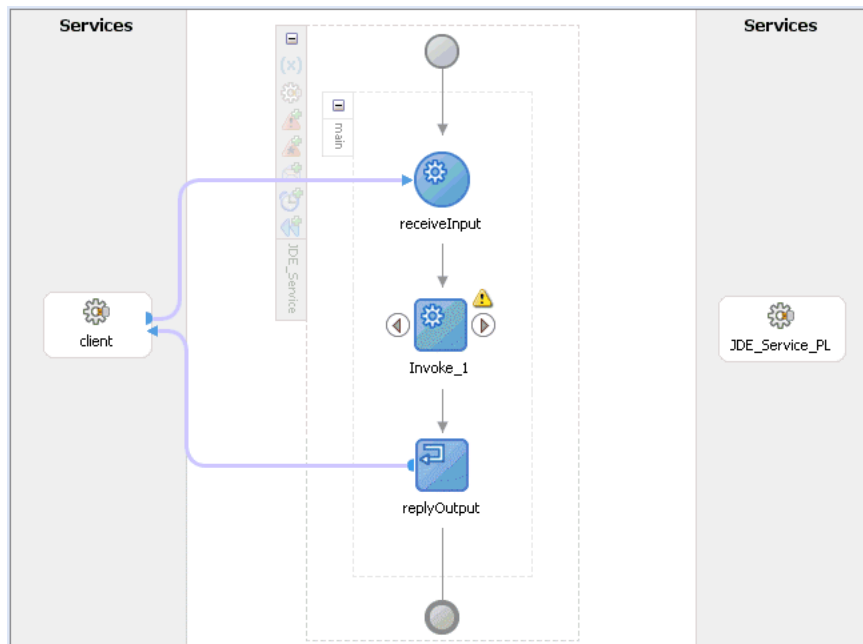 Services
Services
main
receiveInput
JDE_Service
client
Invoke_1
JDE_Service_PL
replyOutput